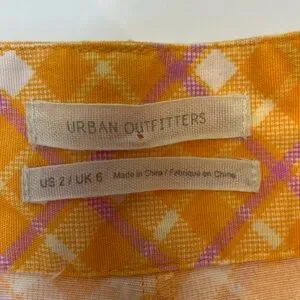 URBAN OUTFITTERS
US 2 / UK 6 Made in China / Fabriqué en Chine